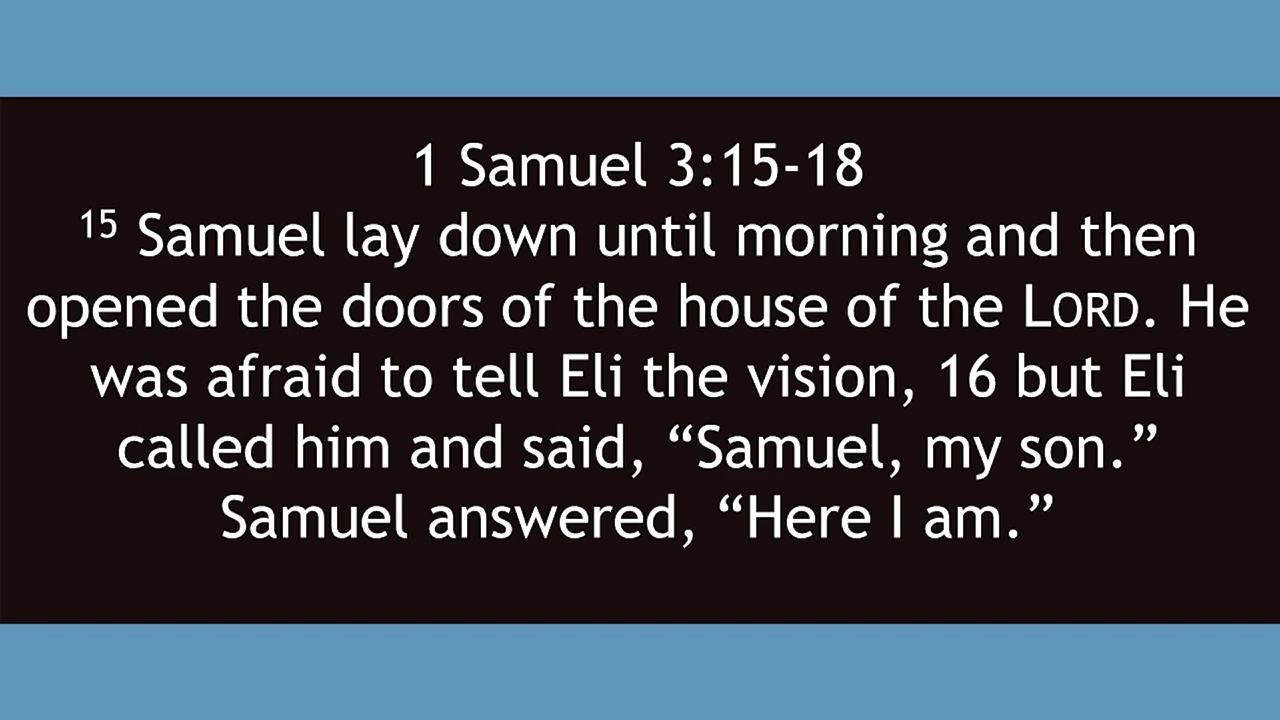 1 Samuel 3:15-18
15 Samuel lay down until morning and then
opened the doors of the house of the LORD. He
was afraid to tell Eli the vision, 16 but Eli
called him and said, “Samuel, my son.”
Samuel answered, “Here I am.”